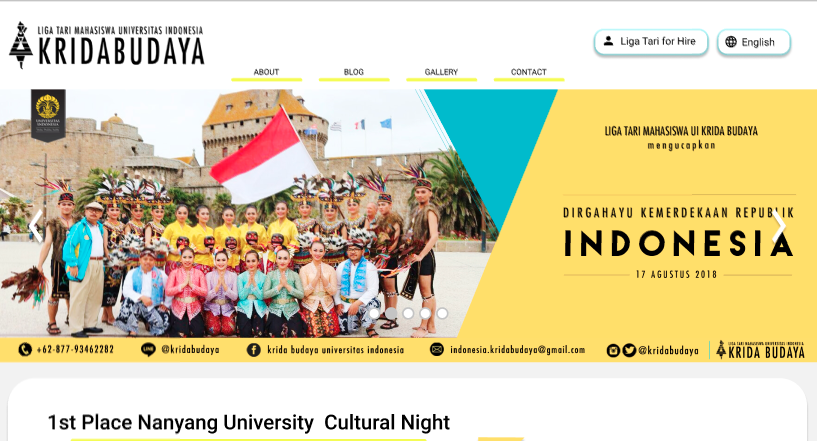 LIGA TARI MAHASISWA UNIVERSITAS INDONESIA
KRIDABUDAYA
Liga Tari for Hire
English
ABOUT
BLOG
GALLERY
CONTACT
UNIVERSITAS
INDONESIA
LIGA TARI MAHASISWA UI KRIDA BUDAYA
mengucapkan
DIRGAHAYU KEMERDEKAAN REPUBLIK
INDONESIA
17 AGUSTUS 2018
+62-877-93462282
LINE
@kridabudaya
krida budaya universitas indonesia
indonesia.kridabudaya@gmail.com
@kridabudaya
LIGA TARI MAHASISWA UNIVERSITAS INDONESIA
KRIDA BUDAYA
1st Place Nanyang University Cultural Night